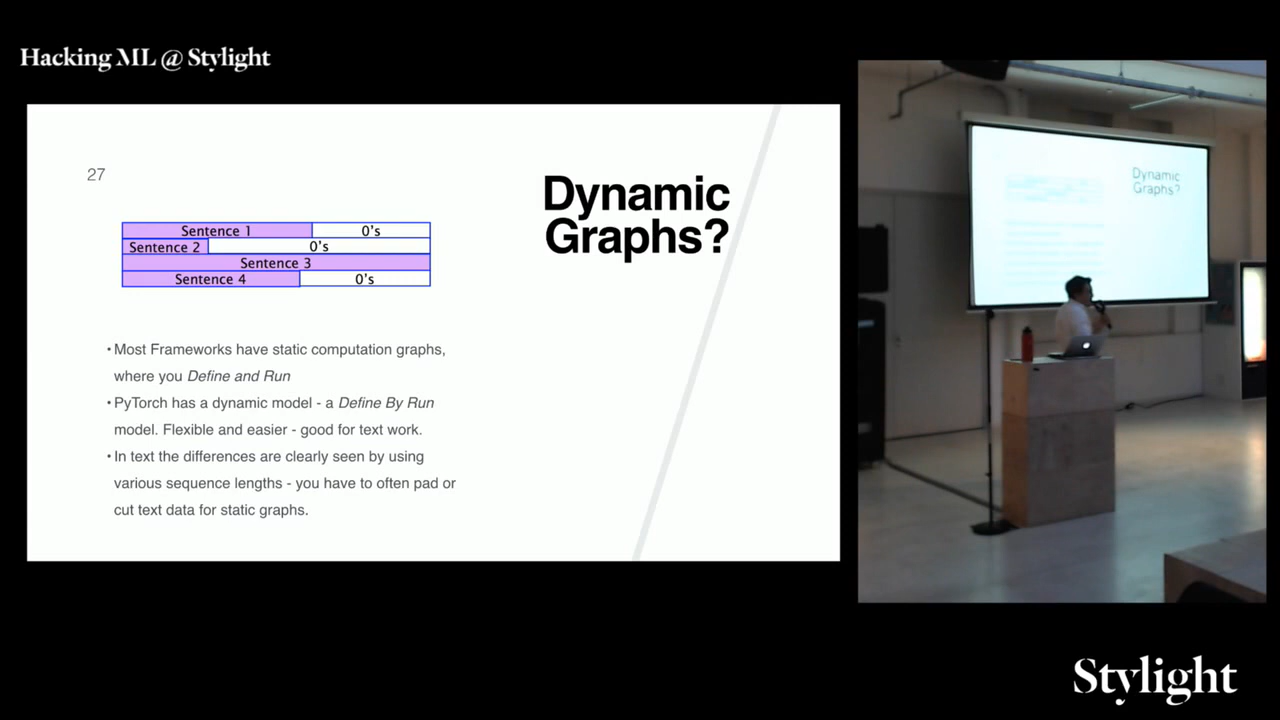 Hacking ML @ Stylight
27
Dynamic
Graphs?
Sentence 1 0's
Sentence 2 0's
Sentence 3
Sentence 4 0's
•Most Frameworks have static computation graphs,
where you Define and Run
•PyTorch has a dynamic model - a Define By Run
model. Flexible and easier - good for text work.
•In text the differences are clearly seen by using
various sequence lengths - you have to often pad or
cut text data for static graphs.
Dynamic
Graphs?
Stylight